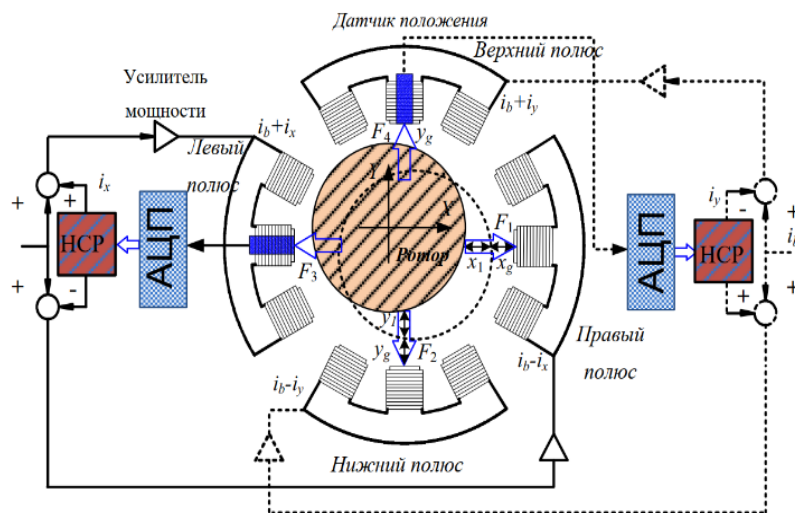 Датчик положения
Верхний полюс
Усилитель
мощности
i_b+i_x
Левый
полюс
F_4
y_g
i_b+i_y
+
i_x
+
НСР
-
+
АЦП
Y
X
F_3
Ротор
F_1
x_1
x_g
АЦП
i_y
-
НСР
+
+
i_b
+
y_1
y_g
F_2
Правый
полюс
i_b-i_x
i_b-i_y
Нижний полюс